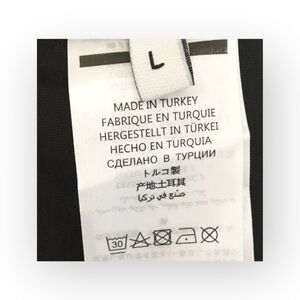 L
MADE IN TURKEY
FABRIQUE EN TURQUIE
HERGESTELLT IN TÜRKEI
HECHO EN TURQUIA
СДЕЛАНО В ТУРЦИИ
トルコ製
产地土耳其
صنع في تركيا
30